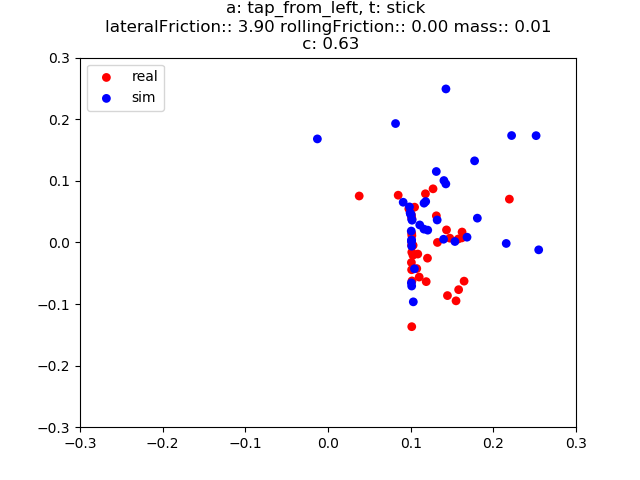 a: tap_from_left, t: stick
lateralFriction:: 3.90 rollingFriction:: 0.00 mass:: 0.01
c: 0.63
real
sim
0.3
0.2
0.1
0.0
−0.1
−0.2
−0.3
−0.3 −0.2 −0.1 0.0 0.1 0.2 0.3